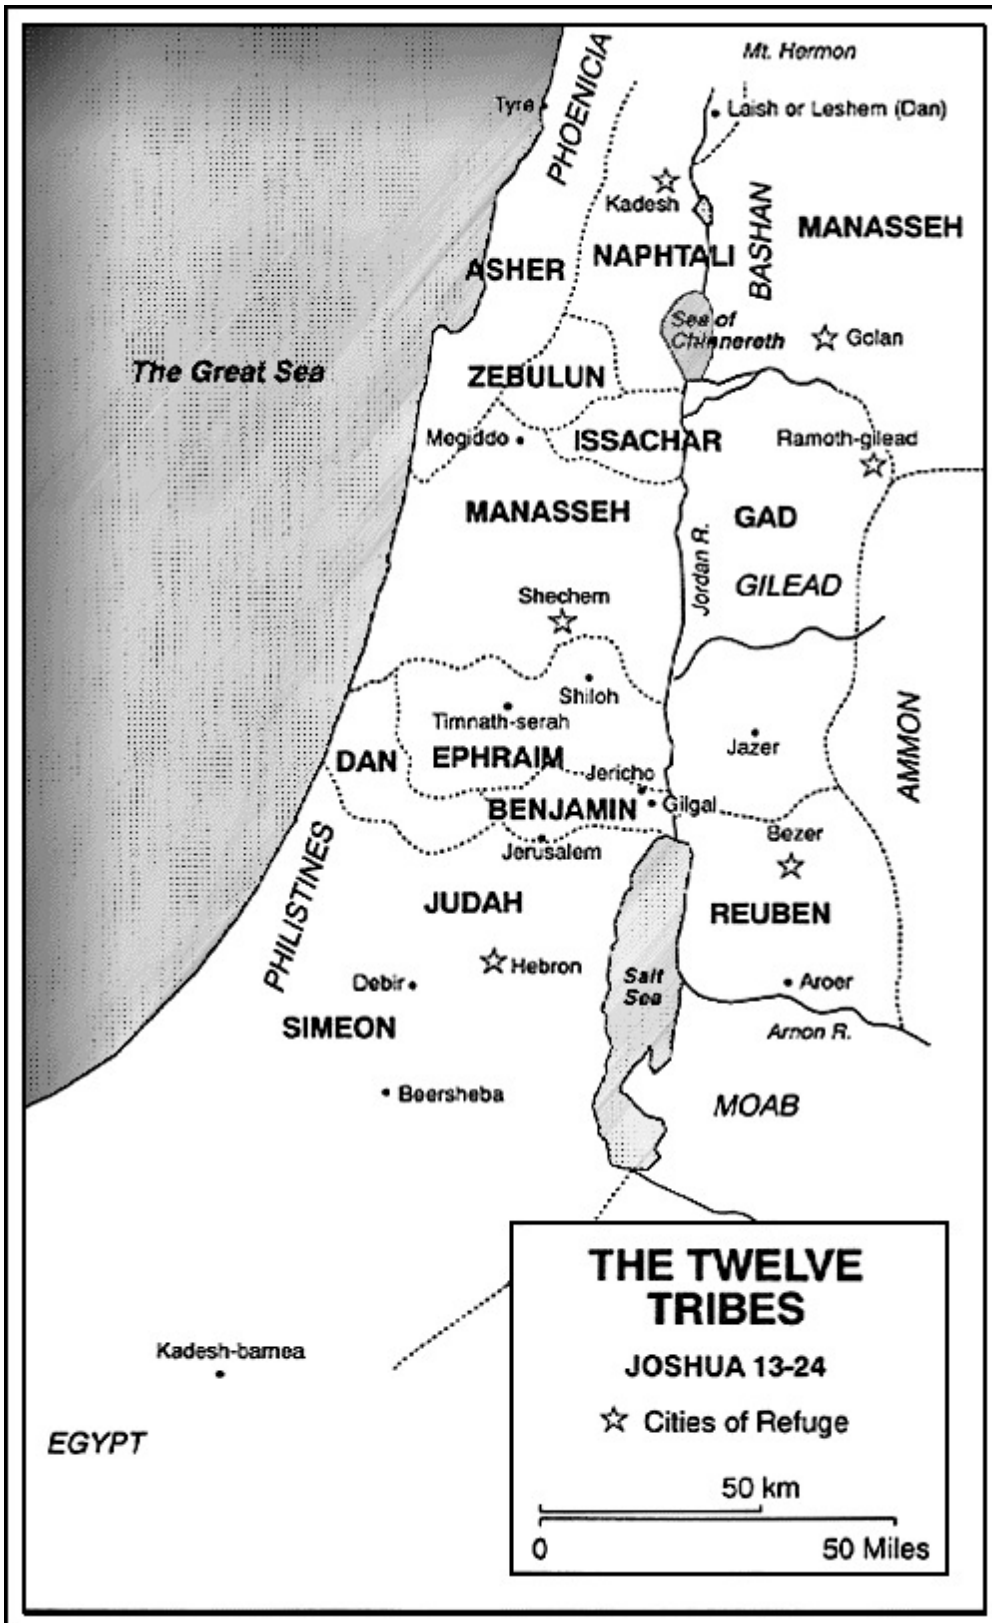 Mt. Hermon
PHOENICIA
Tyre
Laish or Leshem (Dan)
Kadesh
BASHAN
MANASSEH
NAPHTALI
ASHER
Sea of
Chinnereth
Golan
The Great Sea
ZEBULUN
Megiddo
ISSACHAR
Ramoth-gilead
MANASSEH
GAD
Jordan R.
GILEAD
Shechem
Shiloh
Timnath-serah
Jazer
AMMON
DAN
EPHRAIM
Jericho
BENJAMIN
Gilgal
Bezer
Jerusalem
PHILISTINES
JUDAH
REUBEN
Hebron
Debir
Salt
Sea
Aroer
SIMEON
Arnon R.
Beersheba
MOAB
THE TWELVE
TRIBES
JOSHUA 13-24
Cities of Refuge
Kadesh-barnea
EGYPT
50 km
0 50 Miles